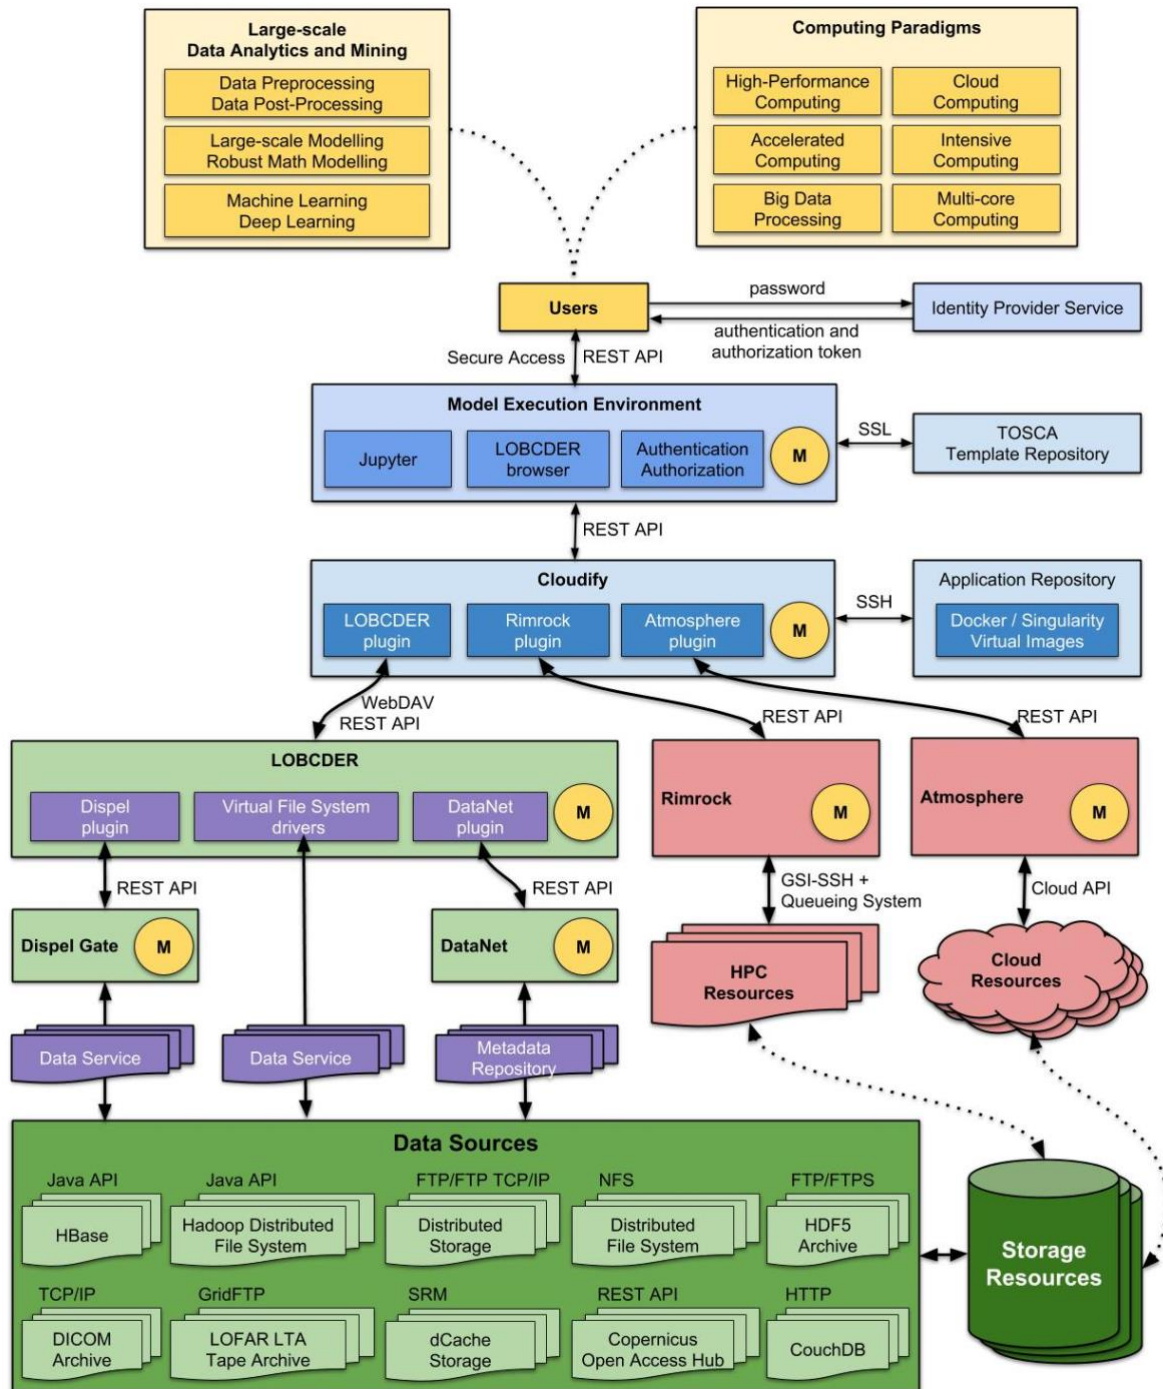 Large-scale
Data Analytics and Mining
Data Preprocessing
Data Post-Processing
Large-scale Modelling
Robust Math Modelling
Machine Learning
Deep Learning
Computing Paradigms
High-Performance
Computing
Cloud
Computing
Accelerated
Computing
Intensive
Computing
Big Data
Processing
Multi-core
Computing
Users
password
authentication and
authorization token
Identity Provider Service
Secure Access
REST API
Model Execution Environment
Jupyter
LOBCDER
browser
Authentication
Authorization
M
SSL
TOSCA
Template Repository
REST API
Cloudify
LOBCDER
plugin
Rimrock
plugin
Atmosphere
plugin
M
SSH
Application Repository
Docker / Singularity
Virtual Images
WebDAV
REST API
REST API
REST API
LOBCDER
Dispel
plugin
Virtual File System
drivers
DataNet
plugin
M
Rimrock
M
Atmosphere
M
REST API
REST API
GSI-SSH +
Queueing System
Cloud API
Dispel Gate
M
DataNet
M
HPC
Resources
Cloud
Resources
Data Service
Data Service
Metadata
Repository
Data Sources
Java API
HBase
Java API
Hadoop Distributed
File System
FTP/FTP TCP/IP
Distributed
Storage
NFS
Distributed
File System
FTP/FTPS
HDF5
Archive
TCP/IP
DICOM
Archive
GridFTP
LOFAR LTA
Tape Archive
SRM
dCache
Storage
REST API
Copernicus
Open Access Hub
HTTP
CouchDB
Storage
Resources